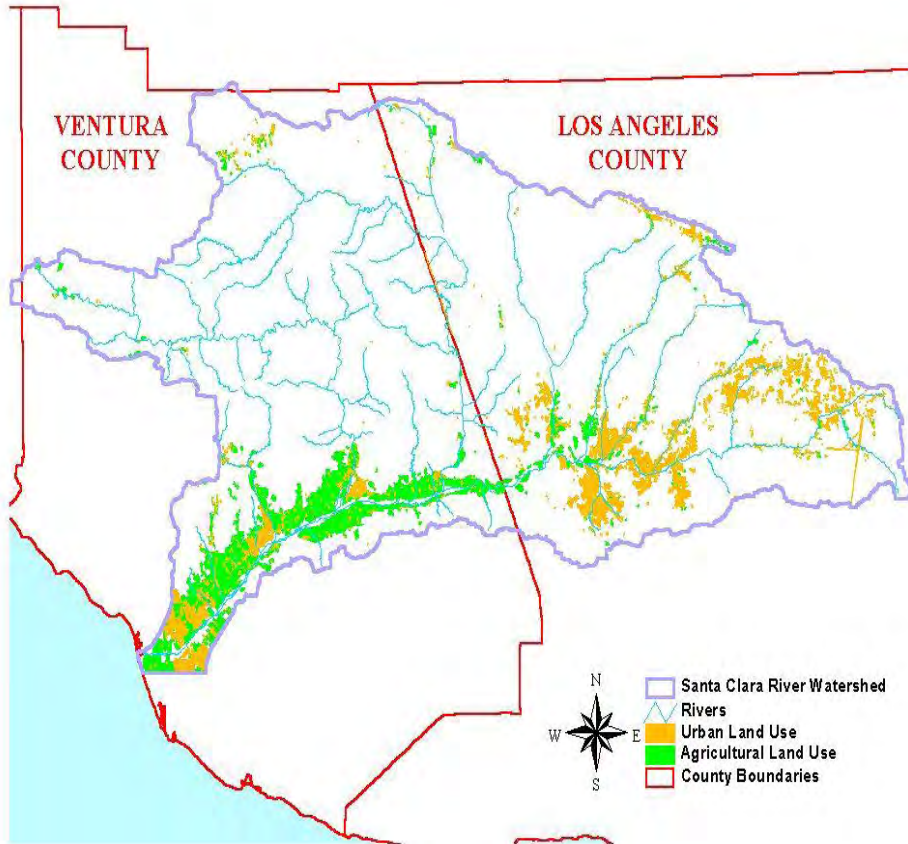 VENTURA
COUNTY
LOS ANGELES
COUNTY
N
W
E
S
Santa Clara River Watershed
Rivers
Urban Land Use
Agricultural Land Use
County Boundaries